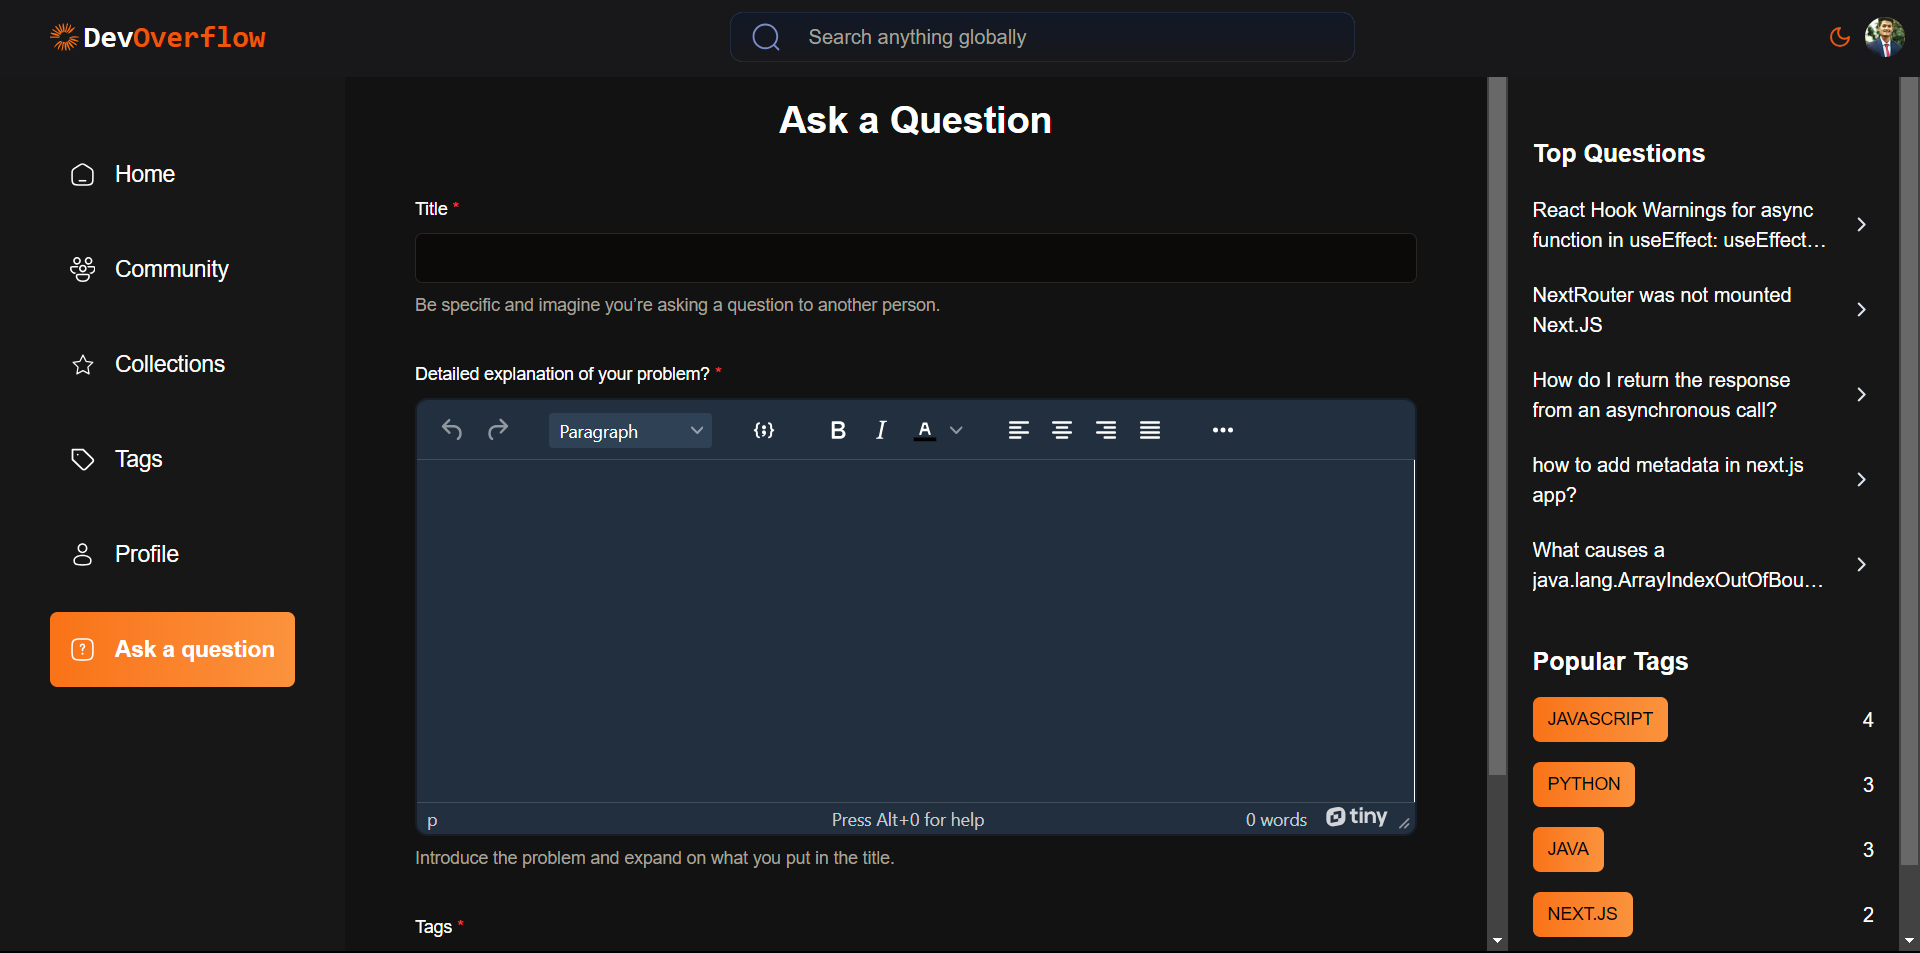 DevOverflow
Search anything globally
Home
Community
Collections
Tags
Profile
Ask a question
Ask a Question
Title *
Be specific and imagine you’re asking a question to another person.
Detailed explanation of your problem? *
Paragraph
B I A
p
Press Alt+0 for help
0 words
tiny
Introduce the problem and expand on what you put in the title.
Tags *
Top Questions
React Hook Warnings for async
function in useEffect: useEffect...
NextRouter was not mounted
Next.JS
How do I return the response
from an asynchronous call?
how to add metadata in next.js
app?
What causes a
java.lang.ArrayIndexOutOfBou...
Popular Tags
JAVASCRIPT 4
PYTHON 3
JAVA 3
NEXT.JS 2